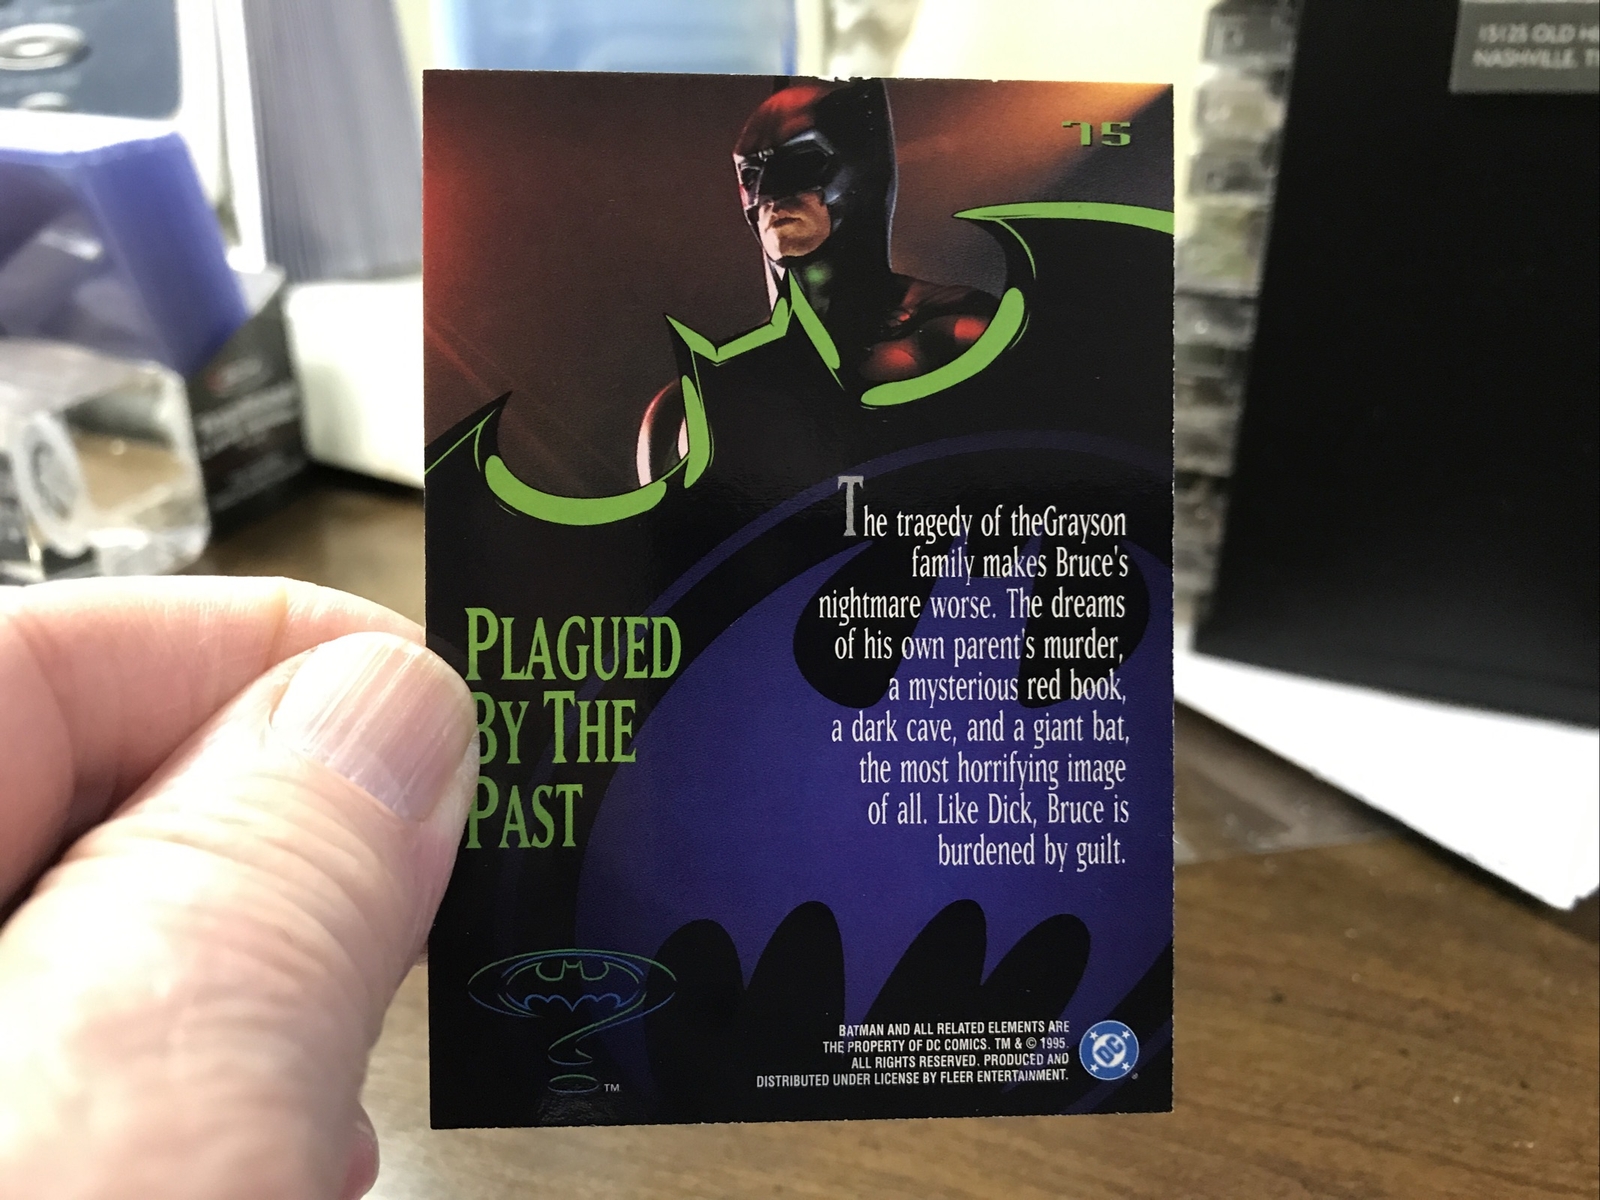 15125 OLD
NASHVILLE, T
75
The tragedy of theGrayson
family makes Bruce's
nightmare worse. The dreams
of his own parent's murder,
a mysterious red book,
a dark cave, and a giant bat,
the most horrifying image
of all. Like Dick, Bruce is
burdened by guilt.
PLAGUED
BY THE
PAST
TM
BATMAN AND ALL RELATED ELEMENTS ARE
THE PROPERTY OF DC COMICS. TM & © 1995.
ALL RIGHTS RESERVED. PRODUCED AND
DISTRIBUTED UNDER LICENSE BY FLEER ENTERTAINMENT.
DC
®